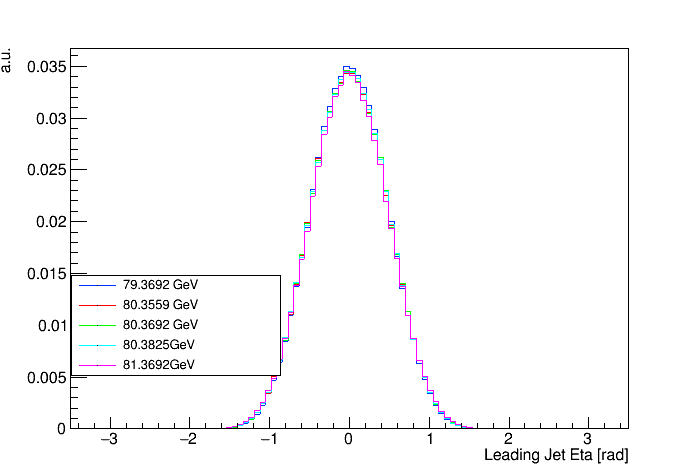 a.u.
0.035
0.03
0.025
0.02
0.015
0.01
0.005
0
79.3692 GeV
80.3559 GeV
80.3692 GeV
80.3825GeV
81.3692GeV
−3 −2 −1 0 1 2 3
Leading Jet Eta [rad]